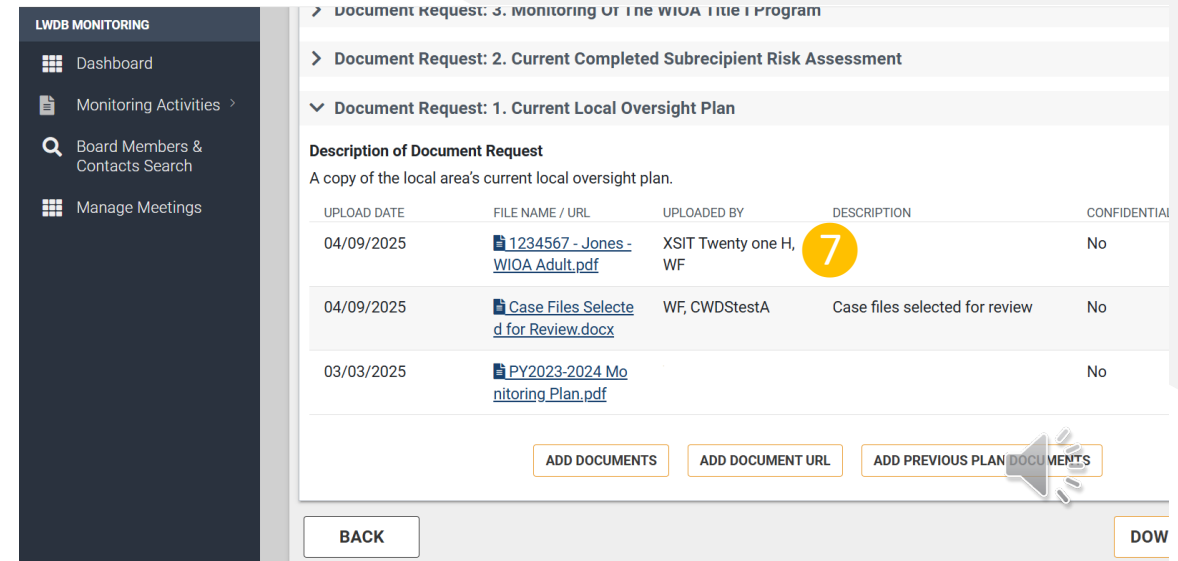 LWDB MONITORING
Dashboard
Monitoring Activities
Board Members &
Contacts Search
Manage Meetings
Document Request: 3. Monitoring Of The WIOA Title I Program
Document Request: 2. Current Completed Subrecipient Risk Assessment
Document Request: 1. Current Local Oversight Plan
Description of Document Request
A copy of the local area's current local oversight plan.
UPLOAD DATE FILE NAME / URL UPLOADED BY DESCRIPTION CONFIDENTIAL
04/09/2025 1234567 - Jones - XSIT Twenty one H, 7 No
WIOA Adult.pdf WF
04/09/2025 Case Files Selecte WF, CWDStestA Case files selected for review No
d for Review.docx
03/03/2025 PY2023-2024 Mo No
nitoring Plan.pdf
ADD DOCUMENTS ADD DOCUMENT URL ADD PREVIOUS PLAN DOCUMENTS
BACK DOW